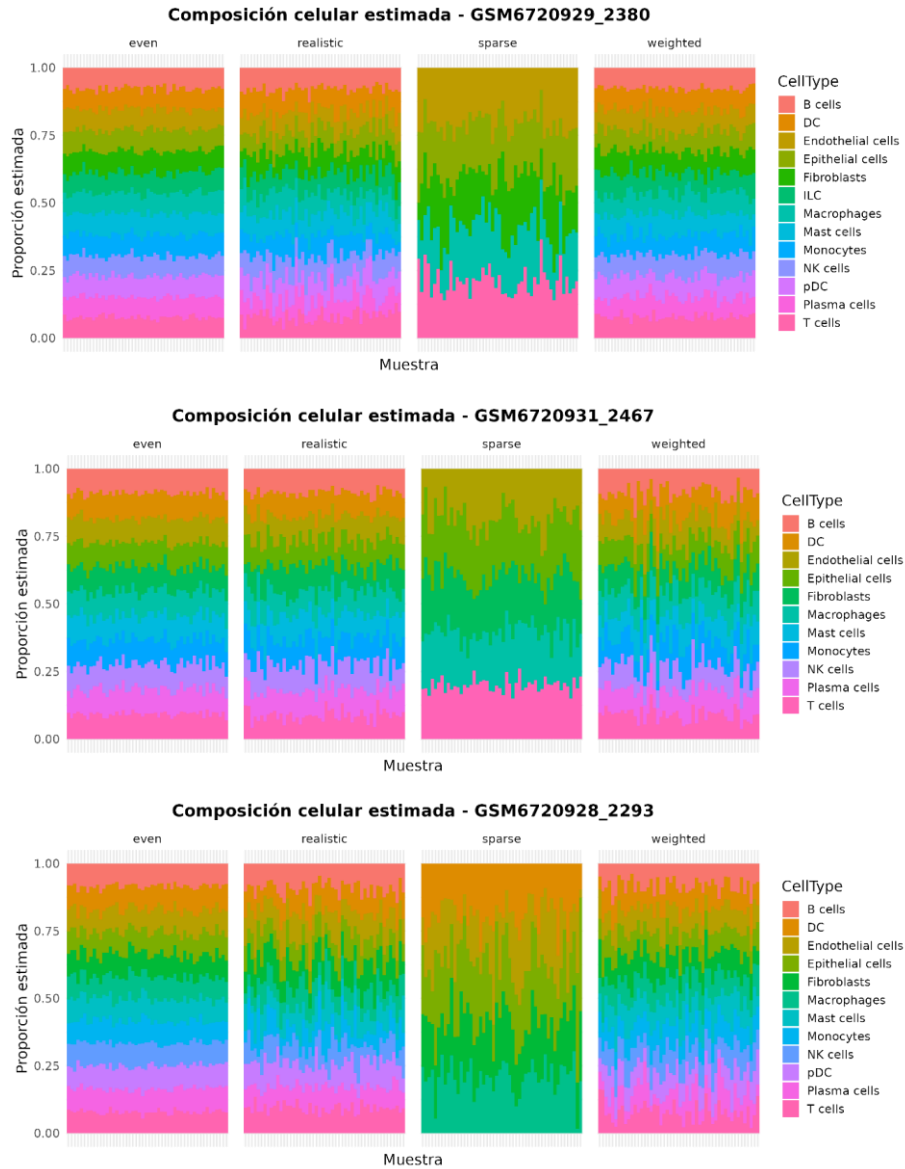 Composición celular estimada - GSM6720929_2380
even realistic sparse weighted
Proporción estimada
1.00
0.75
0.50
0.25
0.00
Muestra
CellType
B cells
DC
Endothelial cells
Epithelial cells
Fibroblasts
ILC
Macrophages
Mast cells
Monocytes
NK cells
pDC
Plasma cells
T cells
Composición celular estimada - GSM6720931_2467
even realistic sparse weighted
Proporción estimada
1.00
0.75
0.50
0.25
0.00
Muestra
CellType
B cells
DC
Endothelial cells
Epithelial cells
Fibroblasts
Macrophages
Mast cells
Monocytes
NK cells
Plasma cells
T cells
Composición celular estimada - GSM6720928_2293
even realistic sparse weighted
Proporción estimada
1.00
0.75
0.50
0.25
0.00
Muestra
CellType
B cells
DC
Endothelial cells
Epithelial cells
Fibroblasts
Macrophages
Mast cells
Monocytes
NK cells
pDC
Plasma cells
T cells